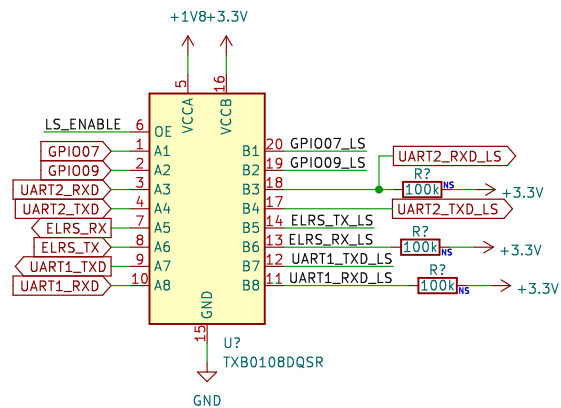 +1V8+3.3V
5
16
VCCA
VCCB
LS_ENABLE 6 OE
GPIO07 1 A1 B1 20 GPIO07_LS
GPIO09 2 A2 B2 19 GPIO09_LS
UART2_RXD_LS
UART2_RXD 3 A3 B3 18 R? 100k NS +3.3V
UART2_TXD 4 A4 B4 17 UART2_TXD_LS
ELRS_RX 7 A5 B5 14 ELRS_TX_LS
ELRS_TX 8 A6 B6 13 ELRS_RX_LS R? 100k NS +3.3V
UART1_TXD 9 A7 B7 12 UART1_TXD_LS
UART1_RXD 10 A8 B8 11 UART1_RXD_LS R? 100k NS +3.3V
GND
15
U?
TXB0108DQSR
GND